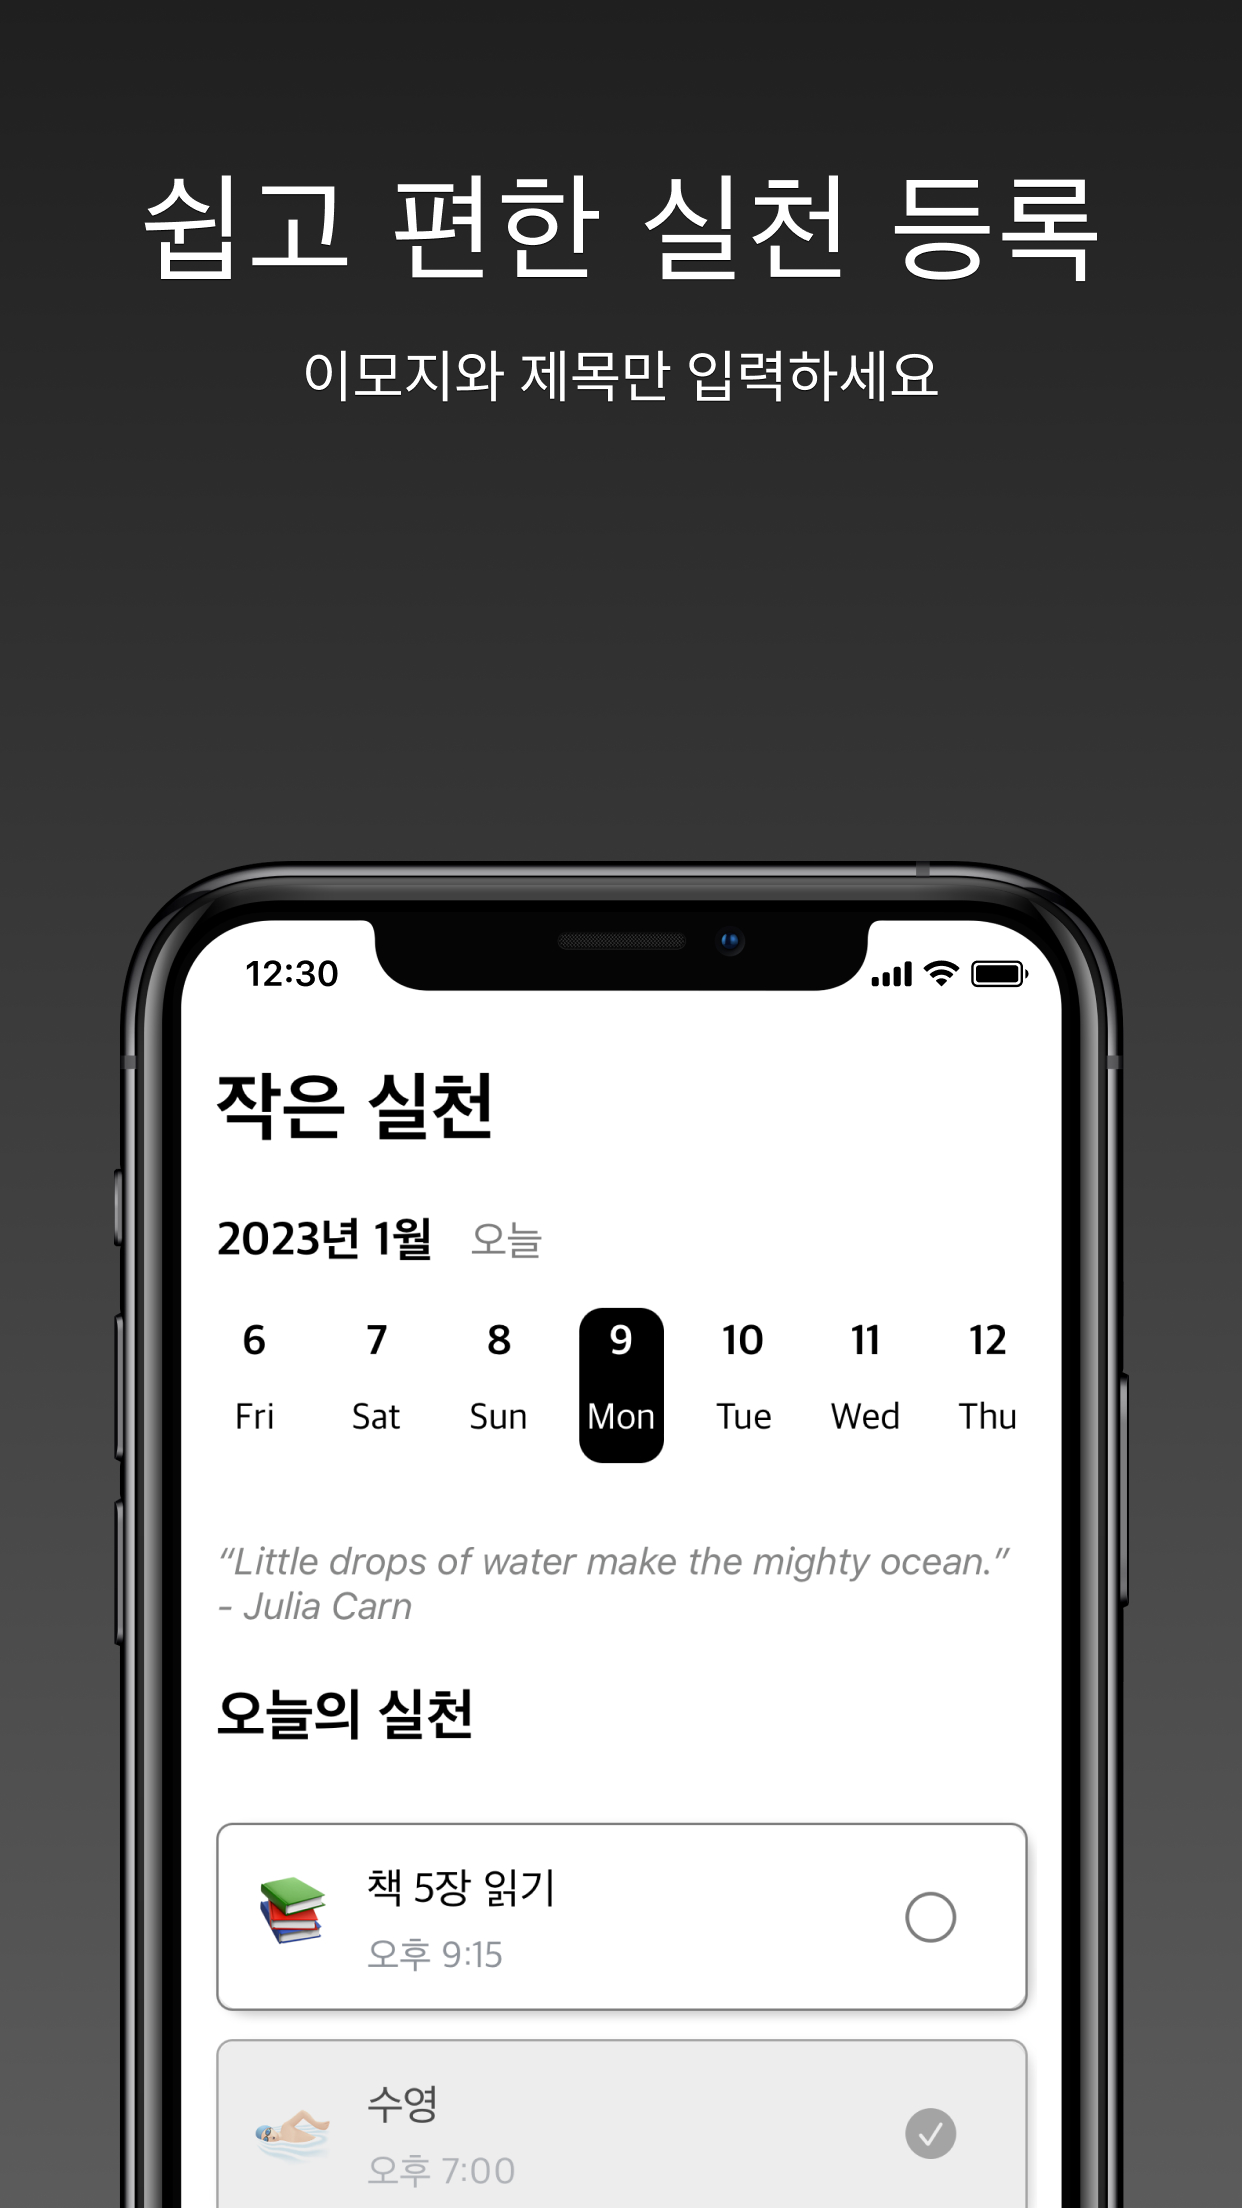 쉽고 편한 실천 등록
이모지와 제목만 입력하세요
12:30
작은 실천
2023년 1월 오늘
6 7 8 9 10 11 12
Fri Sat Sun Mon Tue Wed Thu
“Little drops of water make the mighty ocean.”
- Julia Carn
오늘의 실천
책 5장 읽기
오후 9:15
수영
오후 7:00